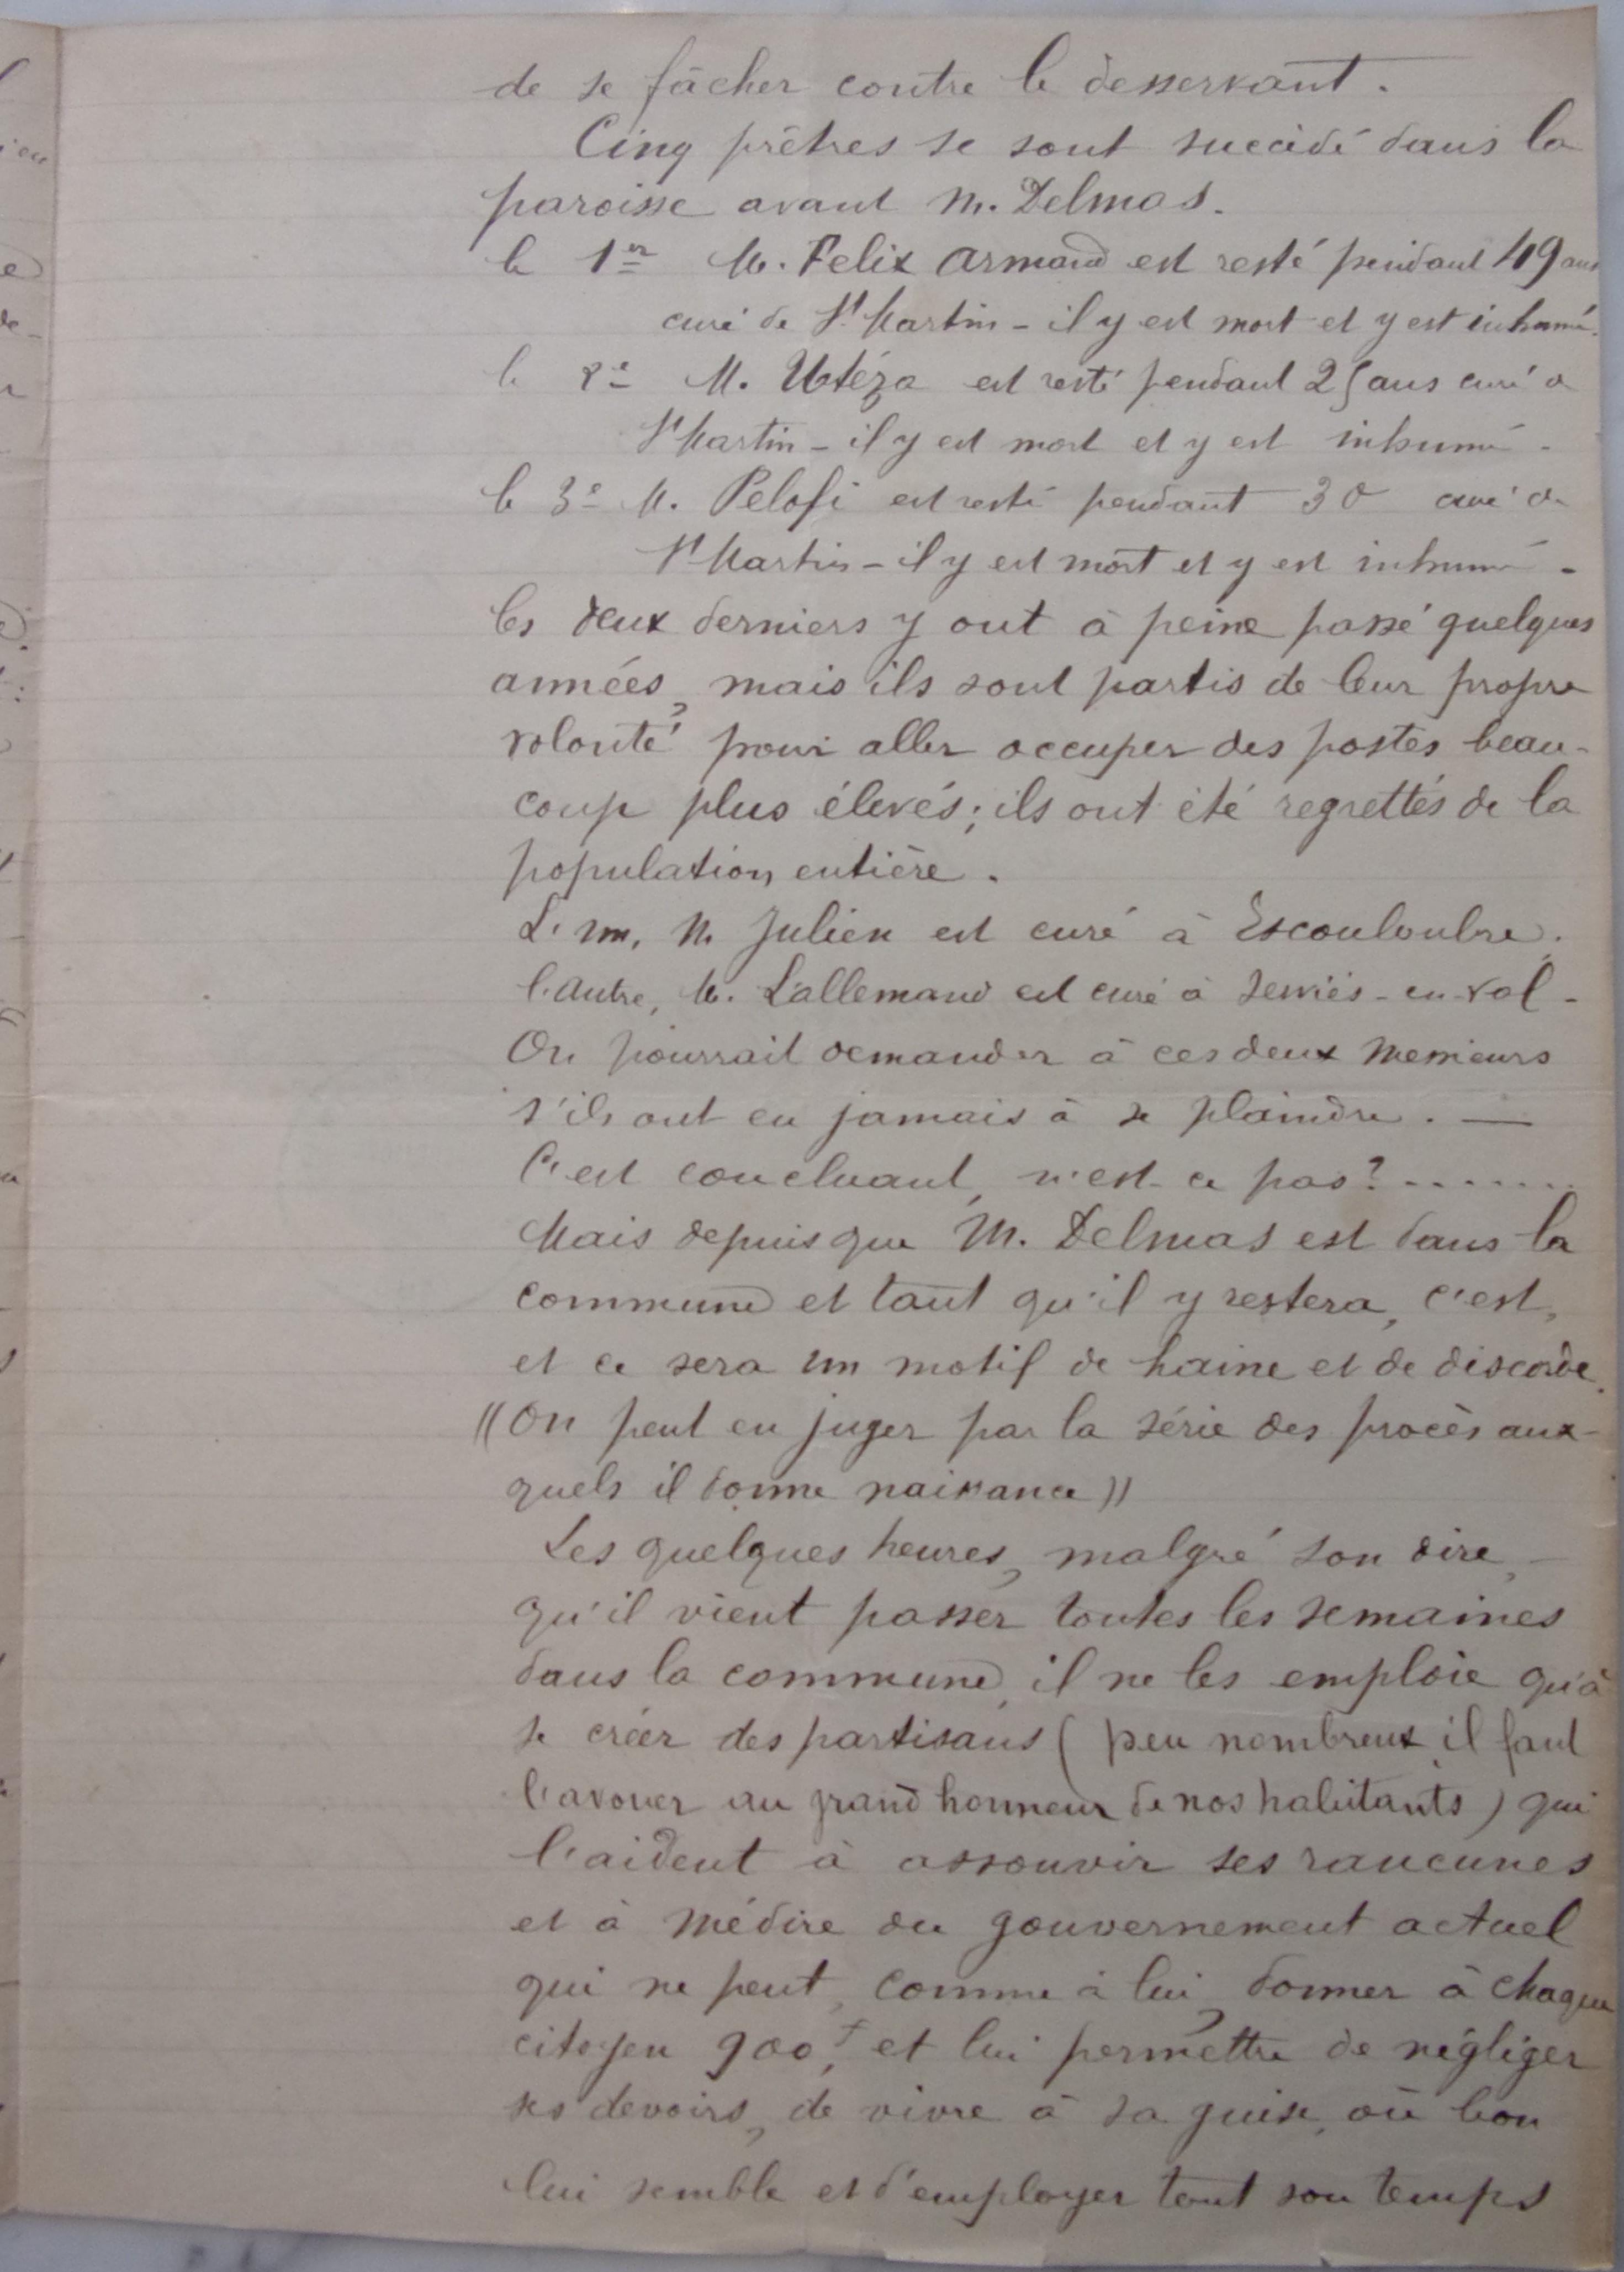 de se fâcher contre le desservant.
Cinq prêtres se sont succédé dans la
paroisse avant M. Delmas.
le 1er M. Felix Armand est resté pendant 49 ans
curé de St Martin - il y est mort et y est inhumé.
le 2e M. Utéza est resté pendant 25 ans curé à
St Martin - il y est mort et y est inhumé -
le 3e M. Pelofi est resté pendant 30 curé à
St Martin - il y est mort et y est inhumé -
les deux derniers y ont à peine passé quelques
années, mais ils sont partis de leur propre
volonté pour aller occuper des postes beau-
coup plus élevés; ils ont été regrettés de la
population entière.
L'un, M. Julien est curé à Escouloubre;
l'autre, M. Lallemand est curé à Serviès-en-val -
On pourrait demander à ces deux messieurs
s'ils ont eu jamais à se plaindre. —
C'est concluant, n'est-ce pas? .......
Mais depuis que M. Delmas est dans la
commune et tant qu'il y restera, c'est,
et ce sera un motif de haine et de discorde.
((On peut en juger par la série des procès aux-
quels il donne naissance))
Les quelques heures, malgré son dire, -
qu'il vient passer toutes les semaines
dans la commune, il ne les emploie qu'à
se créer des partisans (peu nombreux il faut
l'avouer au grand honneur de nos habitants) qui
l'aident à assouvir ses rancunes
et à médire du gouvernement actuel
qui ne peut, comme à lui, donner à chaque
citoyen 900f, et lui permettre de négliger
ses devoirs, de vivre à sa guise, où bon
lui semble et d'employer tout son temps